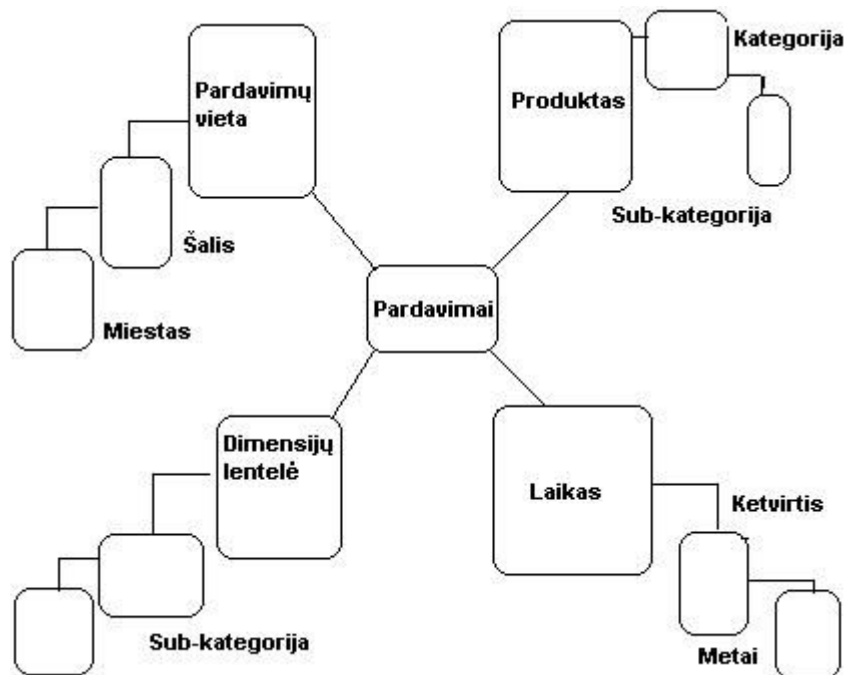 Pardavimų
vieta
Šalis
Miestas
Produktas
Kategorija
Sub-kategorija
Pardavimai
Dimensijų
lentelė
Sub-kategorija
Laikas
Ketvirtis
Metai